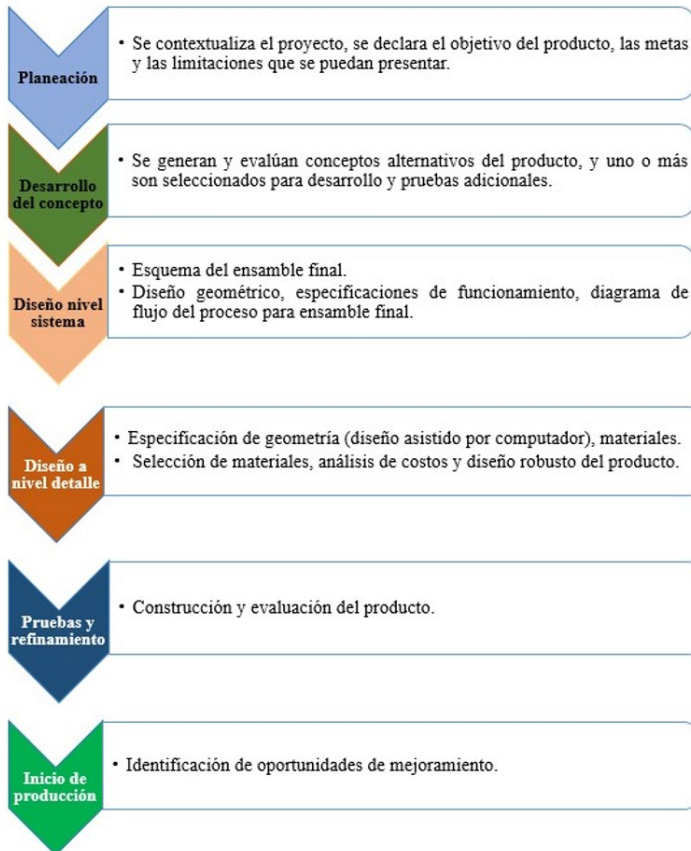 Planeación
• Se contextualiza el proyecto, se declara el objetivo del producto, las metas
y las limitaciones que se puedan presentar.
Desarrollo
del concepto
• Se generan y evalúan conceptos alternativos del producto, y uno o más
son seleccionados para desarrollo y pruebas adicionales.
Diseño nivel
sistema
• Esquema del ensamble final.
• Diseño geométrico, especificaciones de funcionamiento, diagrama de
flujo del proceso para ensamble final.
Diseño a
nivel detalle
• Especificación de geometría (diseño asistido por computador), materiales.
• Selección de materiales, análisis de costos y diseño robusto del producto.
Pruebas y
refinamiento
• Construcción y evaluación del producto.
Inicio de
producción
• Identificación de oportunidades de mejoramiento.